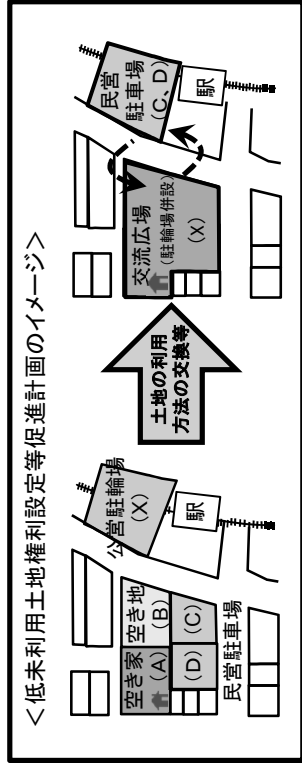 <低未利用土地権利設定等促進計画のイメージ>
公営駐輪場
(X)
駅
空き家
(A)
空き地
(B)
(D)
(C)
民営駐車場
土地の利用
方法の交換等
交流広場
(駐輪場併設)
(X)
民営
駐車場
(C、D)
駅